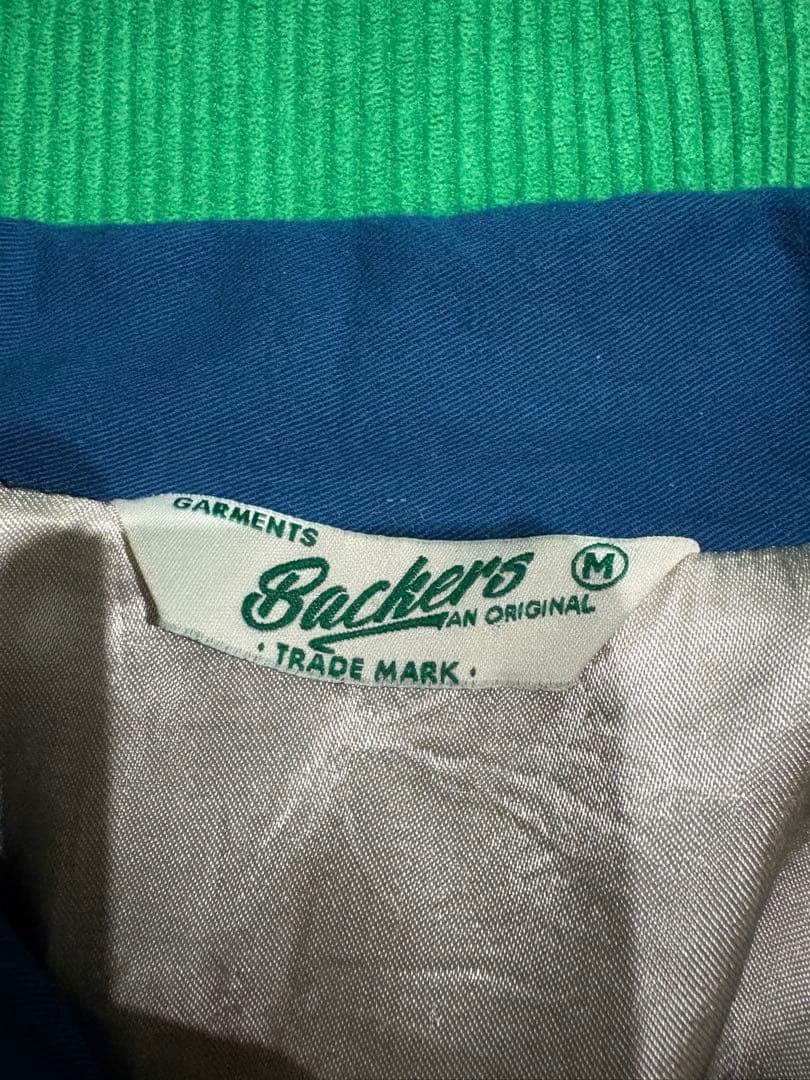 GARMENTS
Backers M
AN ORIGINAL
TRADE MARK